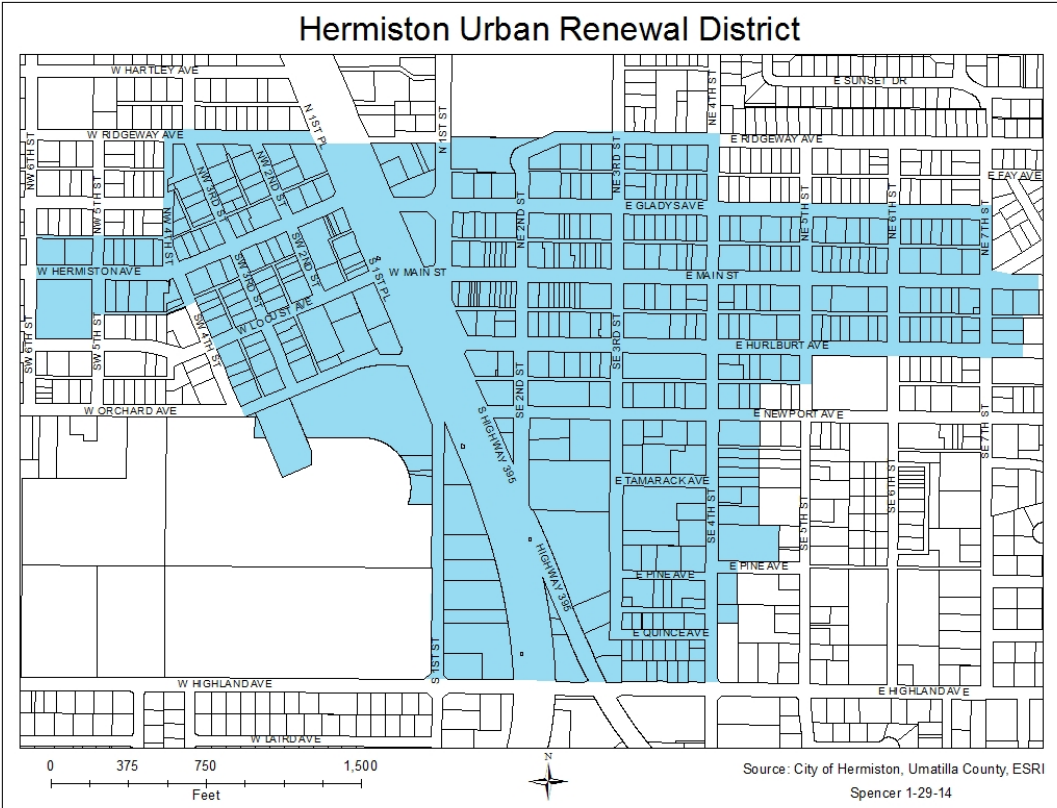 Hermiston Urban Renewal District
W HARTLEY AVE
E SUNSET DR
NE 4TH ST
N 1ST PL
N 1ST ST
W RIDGEWAY AVE
E RIDGEWAY AVE
NW 6TH ST
NW 5TH ST
NW 4TH ST
NW 3RD ST
NW 2ND ST
NE 2ND ST
NE 3RD ST
E FAY AVE
E GLADYS AVE
NE 5TH ST
NE 6TH ST
NE 7TH ST
W HERMISTON AVE
SW 3RD ST
SW 2ND ST
S 1ST PL
W MAIN ST
E MAIN ST
W LOCUST AVE
SW 6TH ST
SW 5TH ST
SW 4TH ST
SE 3RD ST
E HURLBURT AVE
W ORCHARD AVE
SE 2ND ST
E NEWPORT AVE
SE 7TH ST
S HIGHWAY 395
E TAMARACK AVE
SE 4TH ST
SE 5TH ST
SE 6TH ST
HIGHWAY 395
E PINE AVE
E PINE AVE
E QUINCE AVE
S 1ST ST
W HIGHLAND AVE
E HIGHLAND AVE
W LAIRD AVE
0 375 750 1,500
Feet
N
Source: City of Hermiston, Umatilla County, ESRI
Spencer 1-29-14